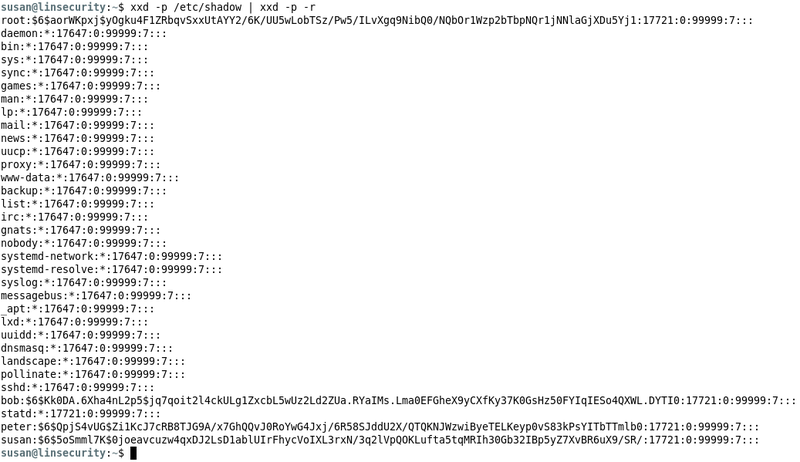 susan@linsecurity:~$ xxd -p /etc/shadow | xxd -p -r
root:$6$aorWKpxj$yOgku4F1ZRbqvSxxUtAYY2/6K/UU5wLobTSz/Pw5/ILvXgq9NibQ0/NQbOr1Wzp2bTbpNQr1jNNlaGjXDu5Yj1:17721:0:99999:7:::
daemon:*:17647:0:99999:7:::
bin:*:17647:0:99999:7:::
sys:*:17647:0:99999:7:::
sync:*:17647:0:99999:7:::
games:*:17647:0:99999:7:::
man:*:17647:0:99999:7:::
lp:*:17647:0:99999:7:::
mail:*:17647:0:99999:7:::
news:*:17647:0:99999:7:::
uucp:*:17647:0:99999:7:::
proxy:*:17647:0:99999:7:::
www-data:*:17647:0:99999:7:::
backup:*:17647:0:99999:7:::
list:*:17647:0:99999:7:::
irc:*:17647:0:99999:7:::
gnats:*:17647:0:99999:7:::
nobody:*:17647:0:99999:7:::
systemd-network:*:17647:0:99999:7:::
systemd-resolve:*:17647:0:99999:7:::
syslog:*:17647:0:99999:7:::
messagebus:*:17647:0:99999:7:::
_apt:*:17647:0:99999:7:::
lxd:*:17647:0:99999:7:::
uuidd:*:17647:0:99999:7:::
dnsmasq:*:17647:0:99999:7:::
landscape:*:17647:0:99999:7:::
pollinate:*:17647:0:99999:7:::
sshd:*:17647:0:99999:7:::
bob:$6$Kk0DA.6Xha4nL2p5$jq7qoit2l4ckULg1ZxcbL5wUz2Ld2ZUa.RYaIMs.Lma0EFGheX9yCXfKy37K0GsHz50FYIqIESo4QXWL.DYTI0:17721:0:99999:7:::
statd:*:17721:0:99999:7:::
peter:$6$QpjS4vUG$Zi1KcJ7cRB8TJG9A/x7GhQQvJ0RoYwG4Jxj/6R58SJddU2X/QTQKNJWzwiByeTELKeyp0vS83kPsYITbTTmlb0:17721:0:99999:7:::
susan:$6$5oSmml7K$0joeavcuzw4qxDJ2LsD1ablUIrFhycVoIXL3rxN/3q2lVpQOKLufta5tqMRIh30Gb32IBp5yZ7XvBR6uX9/SR/:17721:0:99999:7:::
susan@linsecurity:~$